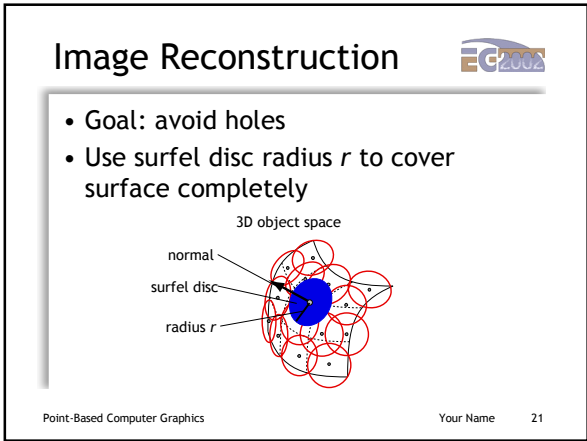 Image Reconstruction
EG2002
• Goal: avoid holes
• Use surfel disc radius r to cover
surface completely
3D object space
normal
surfel disc
radius r
Point-Based Computer Graphics
Your Name
21